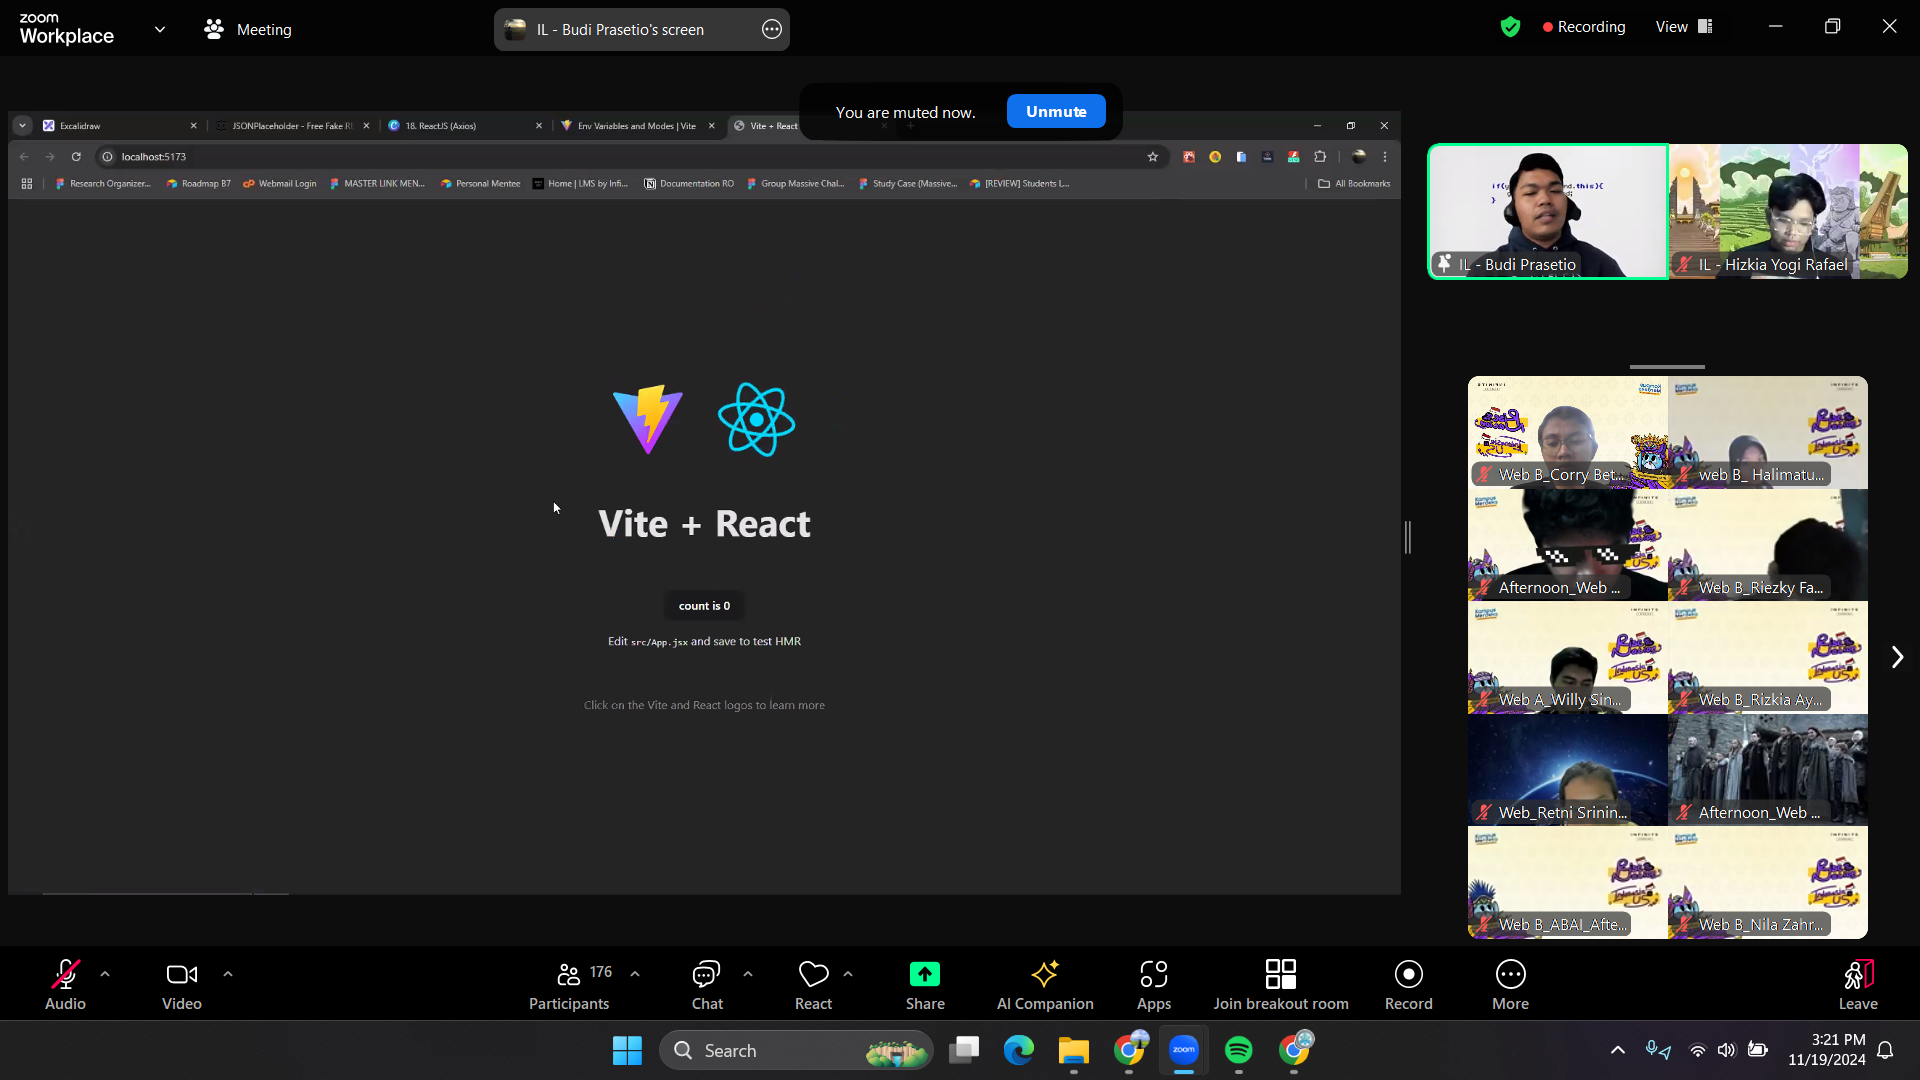 zoom
Workplace
Meeting
IL - Budi Prasetio's screen
Recording
View
You are muted now.
Unmute
Excalidraw
JSONPlaceholder - Free Fake RE
18. ReactJS (Axios)
Env Variables and Modes | Vite
Vite + React
localhost:5173
Research Organizer...
Roadmap B7
Webmail Login
MASTER LINK MEN...
Personal Mentee
Home | LMS by Infi...
Documentation RO
Group Massive Chal...
Study Case (Massive...
[REVIEW] Students L...
All Bookmarks
Vite + React
count is 0
Edit src/App.jsx and save to test HMR
Click on the Vite and React logos to learn more
IL - Budi Prasetio
IL - Hizkia Yogi Rafael
Web B_Corry Bet...
web B_ Halimatu...
Afternoon_Web ...
Web B_Riezky Fa...
Web A_Willy Sin...
Web B_Rizkia Ay...
Web_Retni Srinin...
Afternoon_Web ...
Web B_ABAI_Afte...
Web B_Nila Zahr...
Audio
Video
176
Participants
Chat
React
Share
AI Companion
Apps
Join breakout room
Record
More
Leave
Search
zoom
3:21 PM
11/19/2024